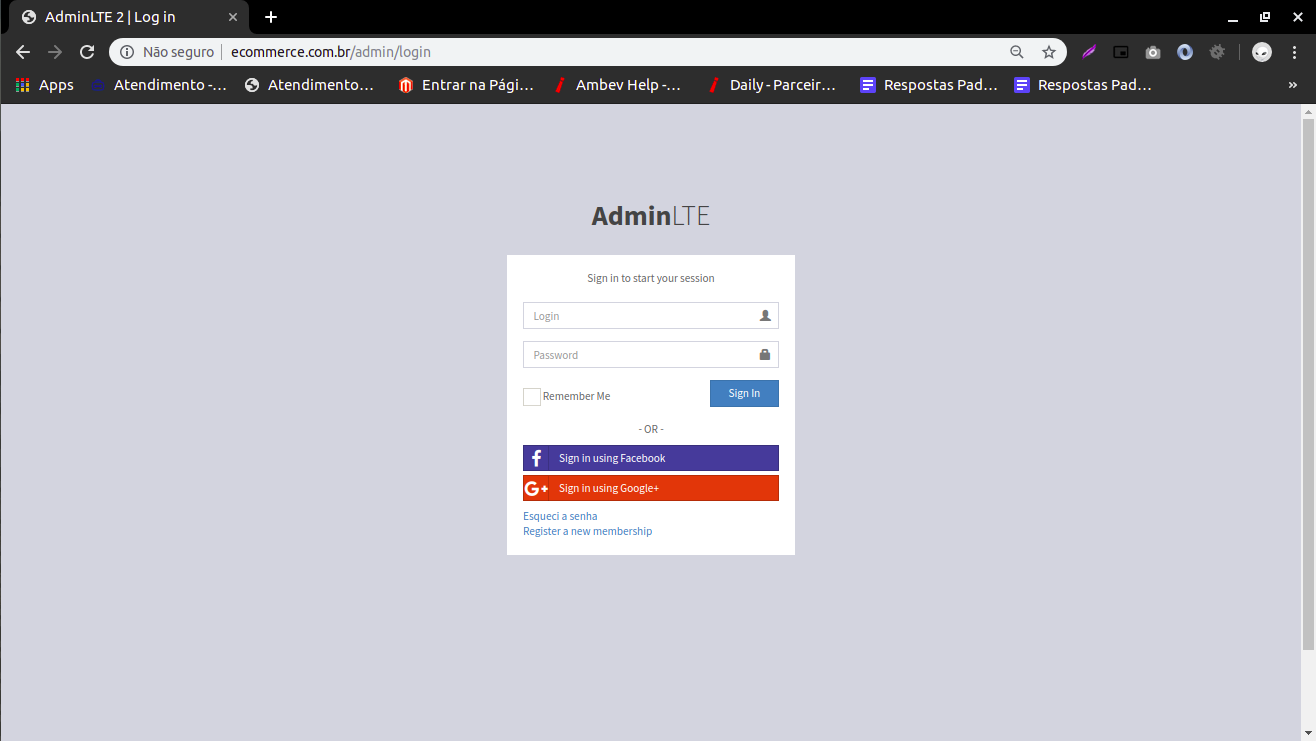 AdminLTE 2 | Log in
Não seguro | ecommerce.com.br/admin/login
Apps Atendimento -... Atendimento... Entrar na Pági... Ambev Help -... Daily - Parceir... Respostas Pad... Respostas Pad... »
AdminLTE
Sign in to start your session
Login
Password
Remember Me Sign In
- OR -
f Sign in using Facebook
G+ Sign in using Google+
Esqueci a senha
Register a new membership